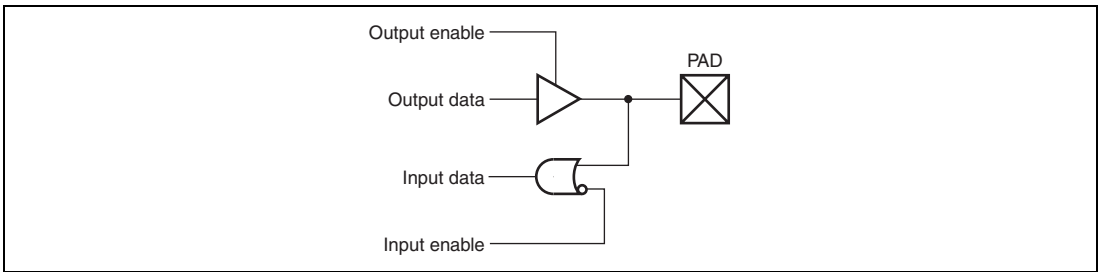 Output enable
PAD
Output data
Input data
Input enable